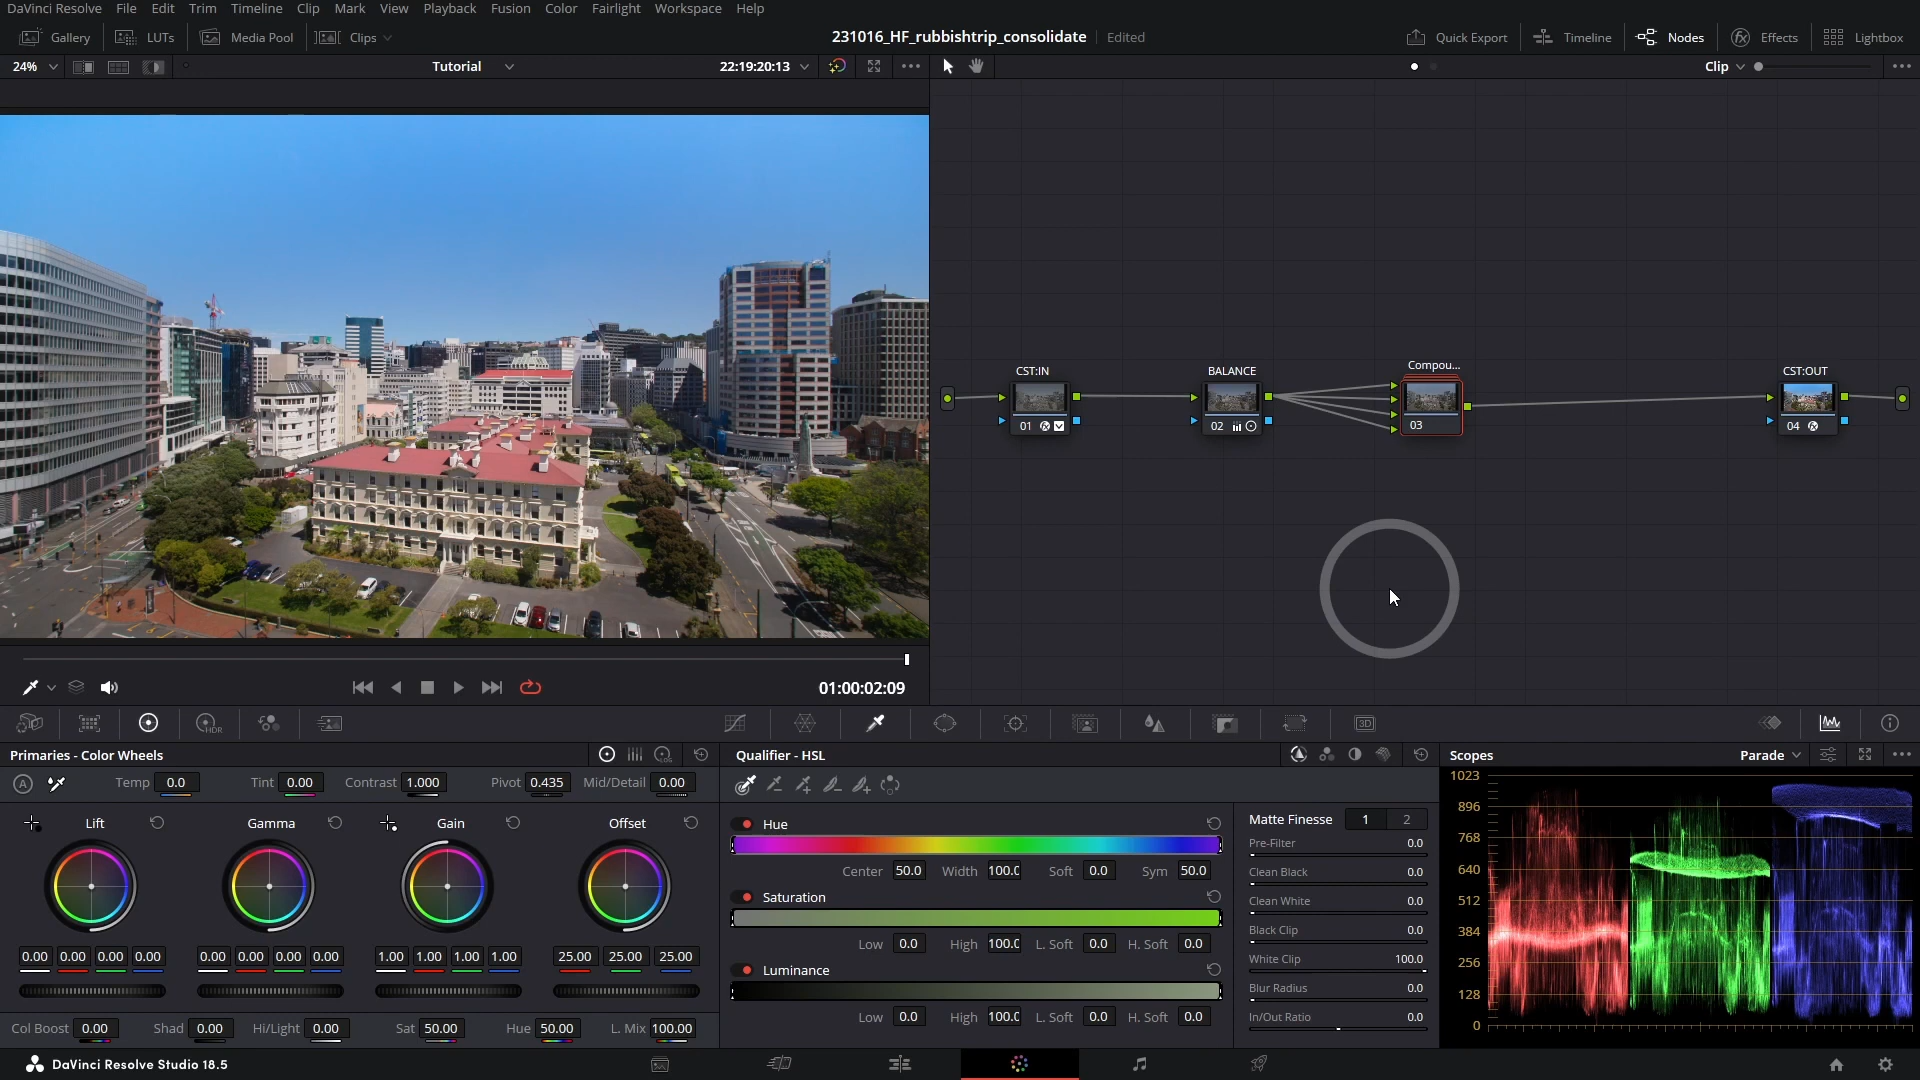 DaVinci Resolve File Edit Trim Timeline Clip Mark View Playback Fusion Color Fairlight Workspace Help
Gallery LUTs Media Pool Clips 231016_HF_rubbishtrip_consolidate Edited Quick Export Timeline Nodes Effects Lightbox
24% Tutorial 22:19:20:13 Clip
Compou...
CST:IN BALANCE CST:OUT
01 02 03 04
01:00:02:09
HDR 3D
Primaries - Color Wheels Qualifier - HSL Scopes Parade
LOG
A Temp 0.0 Tint 0.00 Contrast 1.000 Pivot 0.435 Mid/Detail 0.00
Lift Gamma Gain Offset
0.00 0.00 0.00 0.00 0.00 0.00 0.00 0.00 1.00 1.00 1.00 1.00 25.00 25.00 25.00
Col Boost 0.00 Shad 0.00 Hi/Light 0.00 Sat 50.00 Hue 50.00 L. Mix 100.00
Hue
Center 50.0 Width 100.0 Soft 0.0 Sym 50.0
Saturation
Low 0.0 High 100.0 L. Soft 0.0 H. Soft 0.0
Luminance
Low 0.0 High 100.0 L. Soft 0.0 H. Soft 0.0
Matte Finesse 1 2
Pre-Filter 0.0
Clean Black 0.0
Clean White 0.0
Black Clip 0.0
White Clip 100.0
Blur Radius 0.0
In/Out Ratio 0.0
1023
896
768
640
512
384
256
128
0
DaVinci Resolve Studio 18.5